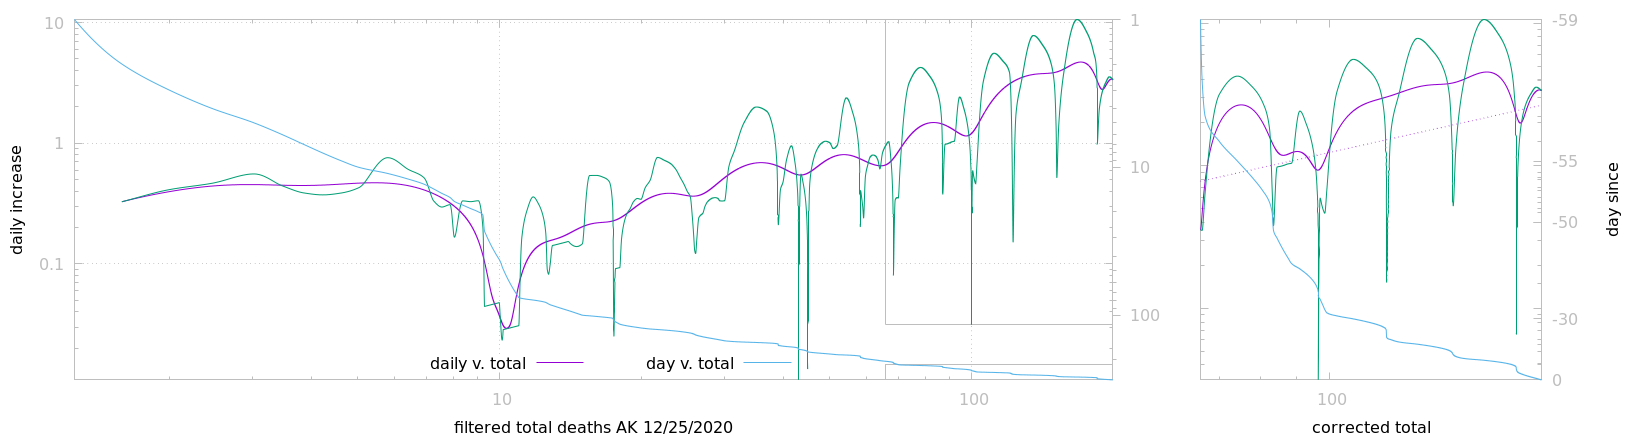 10
1
0.1
daily increase
daily v. total
day v. total
10
100
filtered total deaths AK 12/25/2020
1
10
100
100
corrected total
-59
-55
-50
-30
0
day since